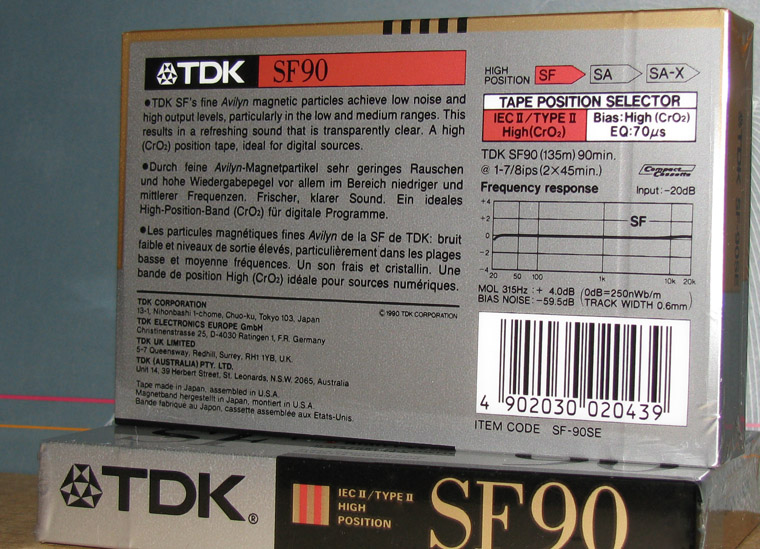 TDK SF90
•TDK SF's fine Avilyn magnetic particles achieve low noise and
high output levels, particularly in the low and medium ranges. This
results in a refreshing sound that is transparently clear. A high
(CrO₂) position tape, ideal for digital sources.
•Durch feine Avilyn-Magnetpartikel sehr geringes Rauschen
und hohe Wiedergabepegel vor allem im Bereich niedriger und
mittlerer Frequenzen. Frischer, klarer Sound. Ein ideales
High-Position-Band (CrO₂) für digitale Programme.
•Les particules magnétiques fines Avilyn de la SF de TDK: bruit
faible et niveaux de sortie élevés, particulièrement dans les plages
basse et moyenne fréquences. Un son frais et cristallin. Une
bande de position High (CrO₂) idéale pour sources numériques.
TDK CORPORATION
13-1, Nihonbashi 1-chome, Chuo-ku, Tokyo 103, Japan
© 1990 TDK CORPORATION
TDK ELECTRONICS EUROPE GmbH
Christinenstrasse 25, D-4030 Ratingen 1, F.R. Germany
TDK UK LIMITED
5-7 Queensway, Redhill, Surrey, RH1 1YB, U.K.
TDK (AUSTRALIA) PTY. LTD.
Unit 14, 39 Herbert Street, St. Leonards, N.S.W. 2065, Australia
Tape made in Japan, assembled in U.S.A.
Magnetband hergestellt in Japan, montiert in U.S.A.
Bande fabriqué au Japon, cassette assemblée aux Etats-Unis.
HIGH
POSITION
SF SA SA-X
TAPE POSITION SELECTOR
IEC II/TYPE II
High(CrO₂)
Bias: High (CrO₂)
EQ:70μs
TDK SF90 (135m) 90min.
@ 1-7/8ips (2×45min.)
Compact Cassette
Frequency response Input: -20dB
+4
+2
0
-2
-4
SF
20 50 100 1k 10k 20k
MOL 315Hz : + 4.0dB (0dB=250nWb/m
BIAS NOISE : -59.5dB TRACK WIDTH 0.6mm)
4 902030 020439
ITEM CODE SF-90SE
TDK SF 90SE
TDK®
IEC II/TYPE II
HIGH
POSITION
SF90